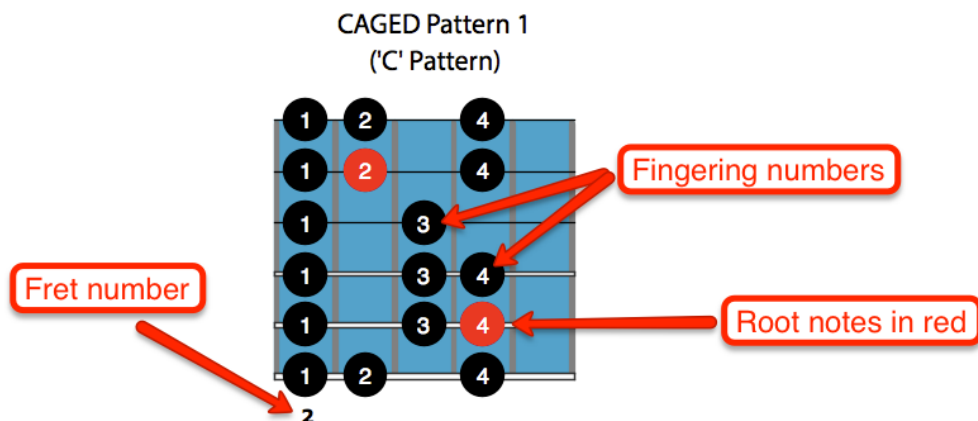 CAGED Pattern 1
('C' Pattern)
1 2 4
1 2 4
Fingering numbers
1 3
1 3 4
Fret number
1 3 4
Root notes in red
1 2 4
2